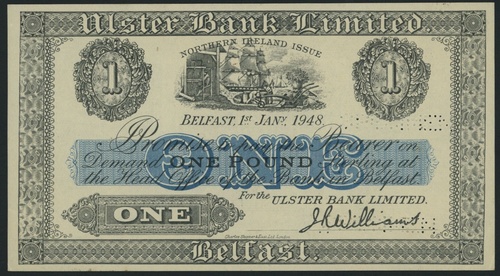 Ulster Bank Limited
NORTHERN IRELAND ISSUE
1 1
BELFAST, 1ST JANY. 1948.
Promise to pay the Bearer on
Demand ONE POUND Sterling at
the Head Office of the Bank in Belfast.
ONE
For the ULSTER BANK LIMITED.
ONE
JRWilliams
Belfast.